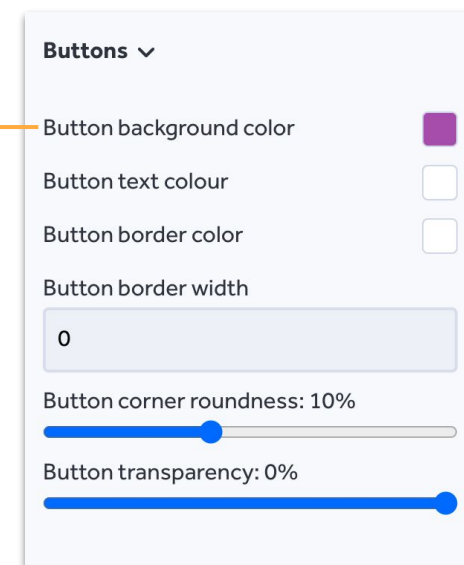 Buttons
Button background color
Button text colour
Button border color
Button border width
0
Button corner roundness: 10%
Button transparency: 0%